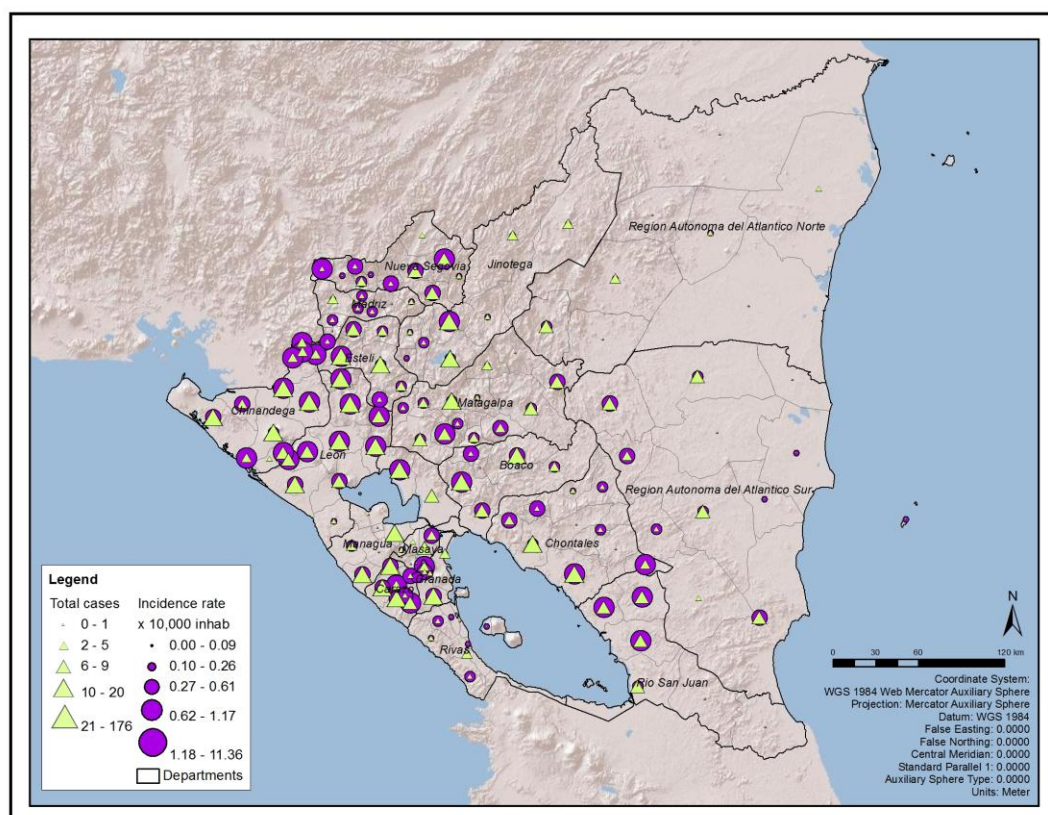 Region Autonoma del Atlantico Norte
Nueva Segovia
Jinotega
Madriz
Esteli
Chinandega
Matagalpa
Leon
Boaco
Region Autonoma del Atlantico Sur
Managua
Masaya
Chontales
Granada
Carazo
Rivas
Rio San Juan
Legend
Total cases
0 - 1
2 - 5
6 - 9
10 - 20
21 - 176
Incidence rate
x 10,000 inhab
0.00 - 0.09
0.10 - 0.26
0.27 - 0.61
0.62 - 1.17
1.18 - 11.36
Departments
N
0 15 30 60 90 120 km
Coordinate System:
WGS 1984 Web Mercator Auxiliary Sphere
Projection: Mercator Auxiliary Sphere
Datum: WGS 1984
False Easting: 0.0000
False Northing: 0.0000
Central Meridian: 0.0000
Standard Parallel 1: 0.0000
Auxiliary Sphere Type: 0.0000
Units: Meter